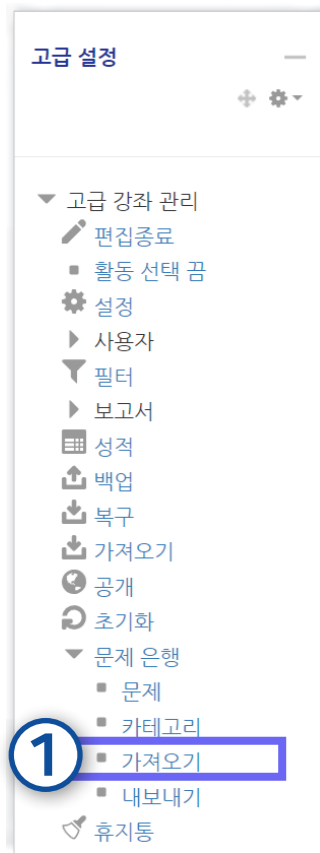 고급 설정
고급 강좌 관리
편집종료
활동 선택 끔
설정
사용자
필터
보고서
성적
백업
복구
가져오기
공개
초기화
문제 은행
문제
카테고리
1 가져오기
내보내기
휴지통